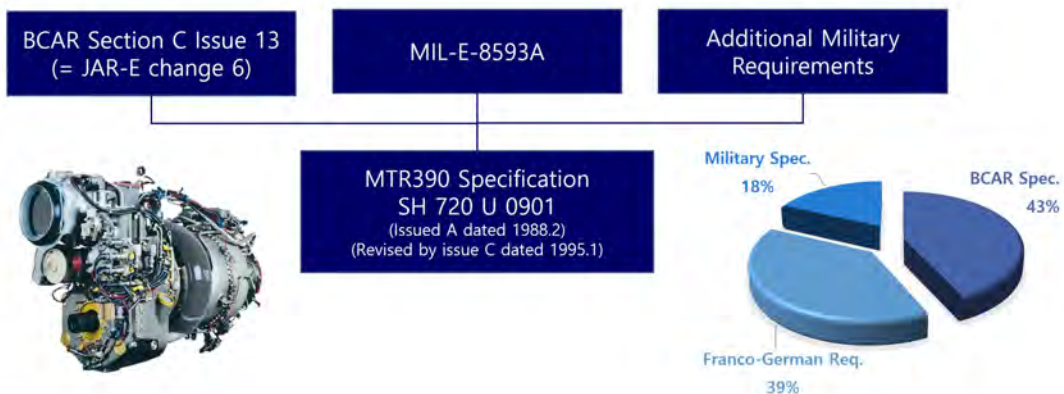 BCAR Section C Issue 13
(= JAR-E change 6)
MIL-E-8593A
Additional Military
Requirements
MTR390 Specification
SH 720 U 0901
(Issued A dated 1988.2)
(Revised by issue C dated 1995.1)
Military Spec.
18%
BCAR Spec.
43%
Franco-German Req.
39%